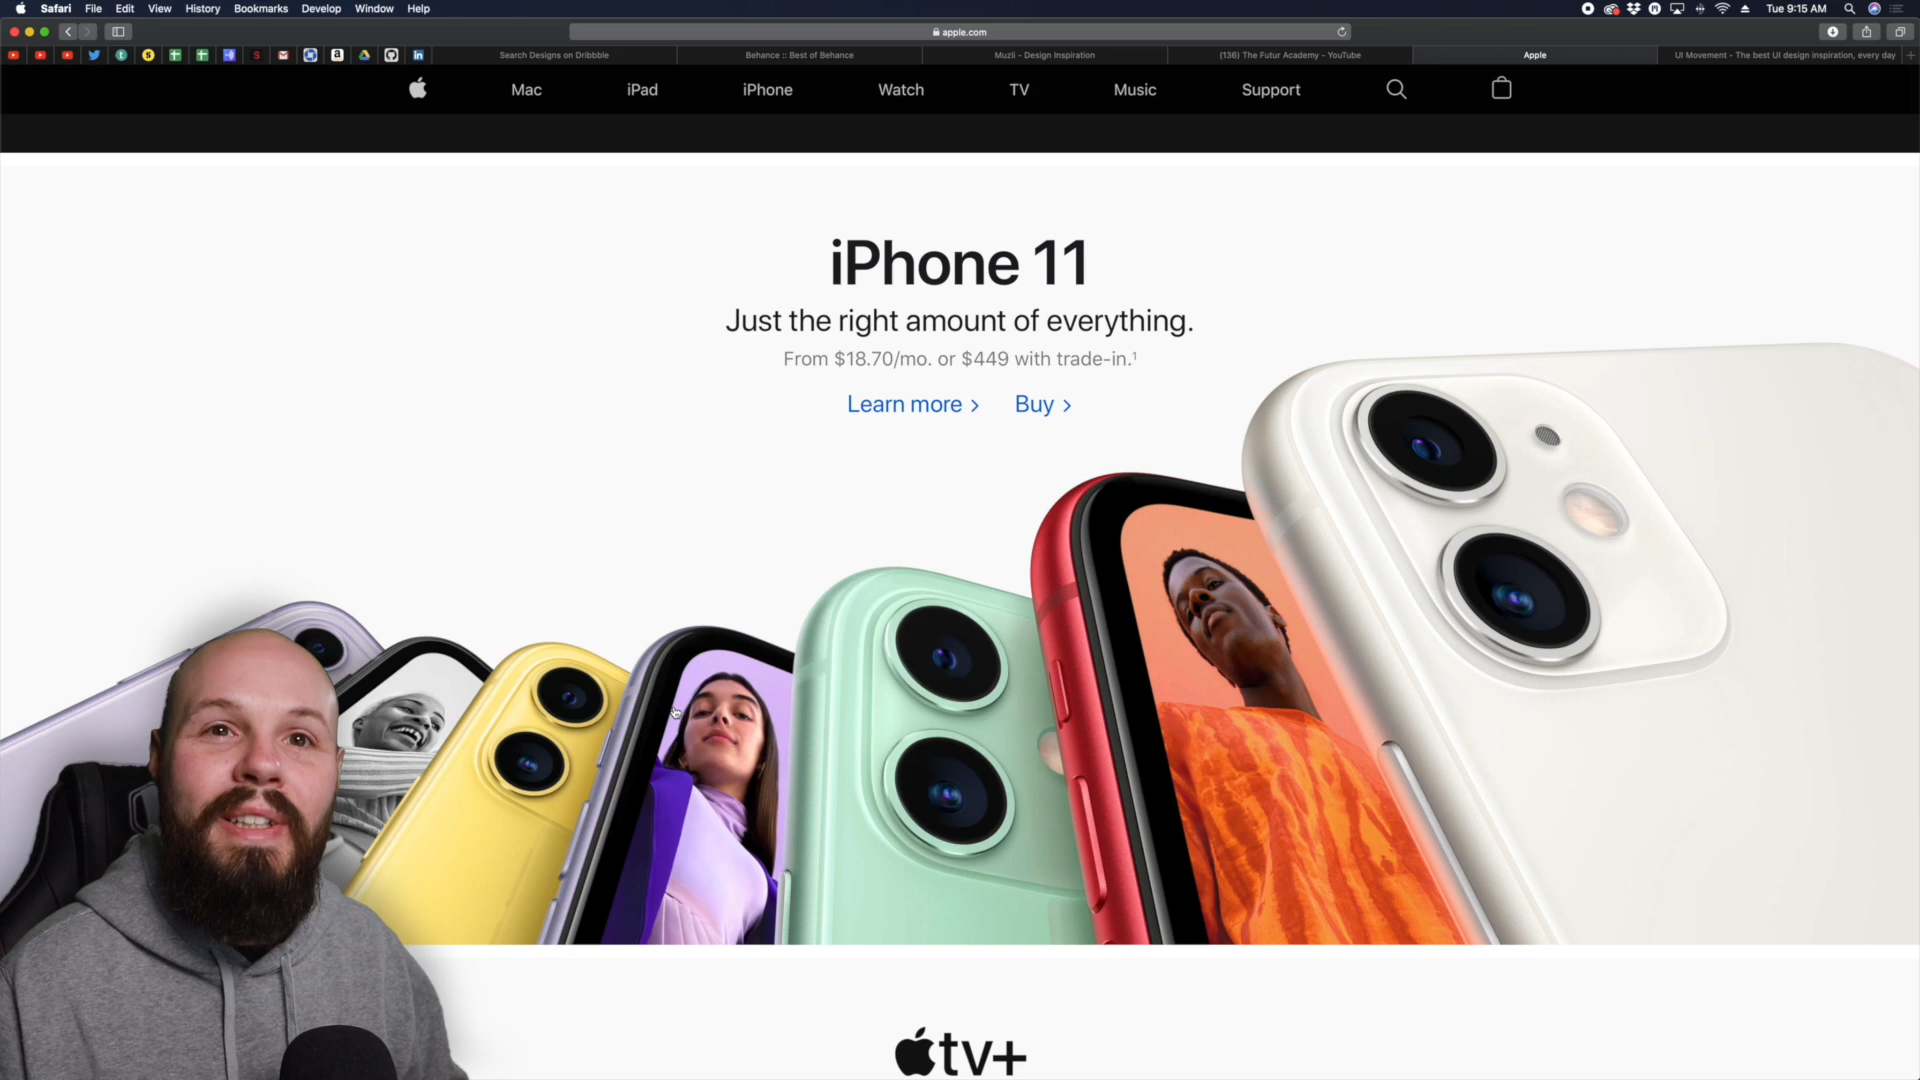 Safari File Edit View History Bookmarks Develop Window Help Tue 9:15 AM
apple.com
Search Designs on Dribbble Behance :: Best of Behance Muzli - Design Inspiration (136) The Futur Academy - YouTube Apple UI Movement - The best UI design inspiration, every day
Mac iPad iPhone Watch TV Music Support
iPhone 11
Just the right amount of everything.
From $18.70/mo. or $449 with trade-in.¹
Learn more > Buy >
tv+